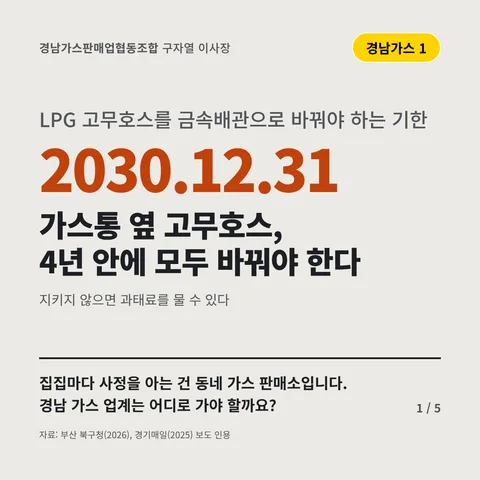 경남가스판매업협동조합 구자열 이사장
경남가스 1
LPG 고무호스를 금속배관으로 바꿔야 하는 기한
2030.12.31
가스통 옆 고무호스,
4년 안에 모두 바꿔야 한다
지키지 않으면 과태료를 물 수 있다
집집마다 사정을 아는 건 동네 가스 판매소입니다.
경남 가스 업계는 어디로 가야 할까요?
1 / 5
자료: 부산 북구청(2026), 경기매일(2025) 보도 인용